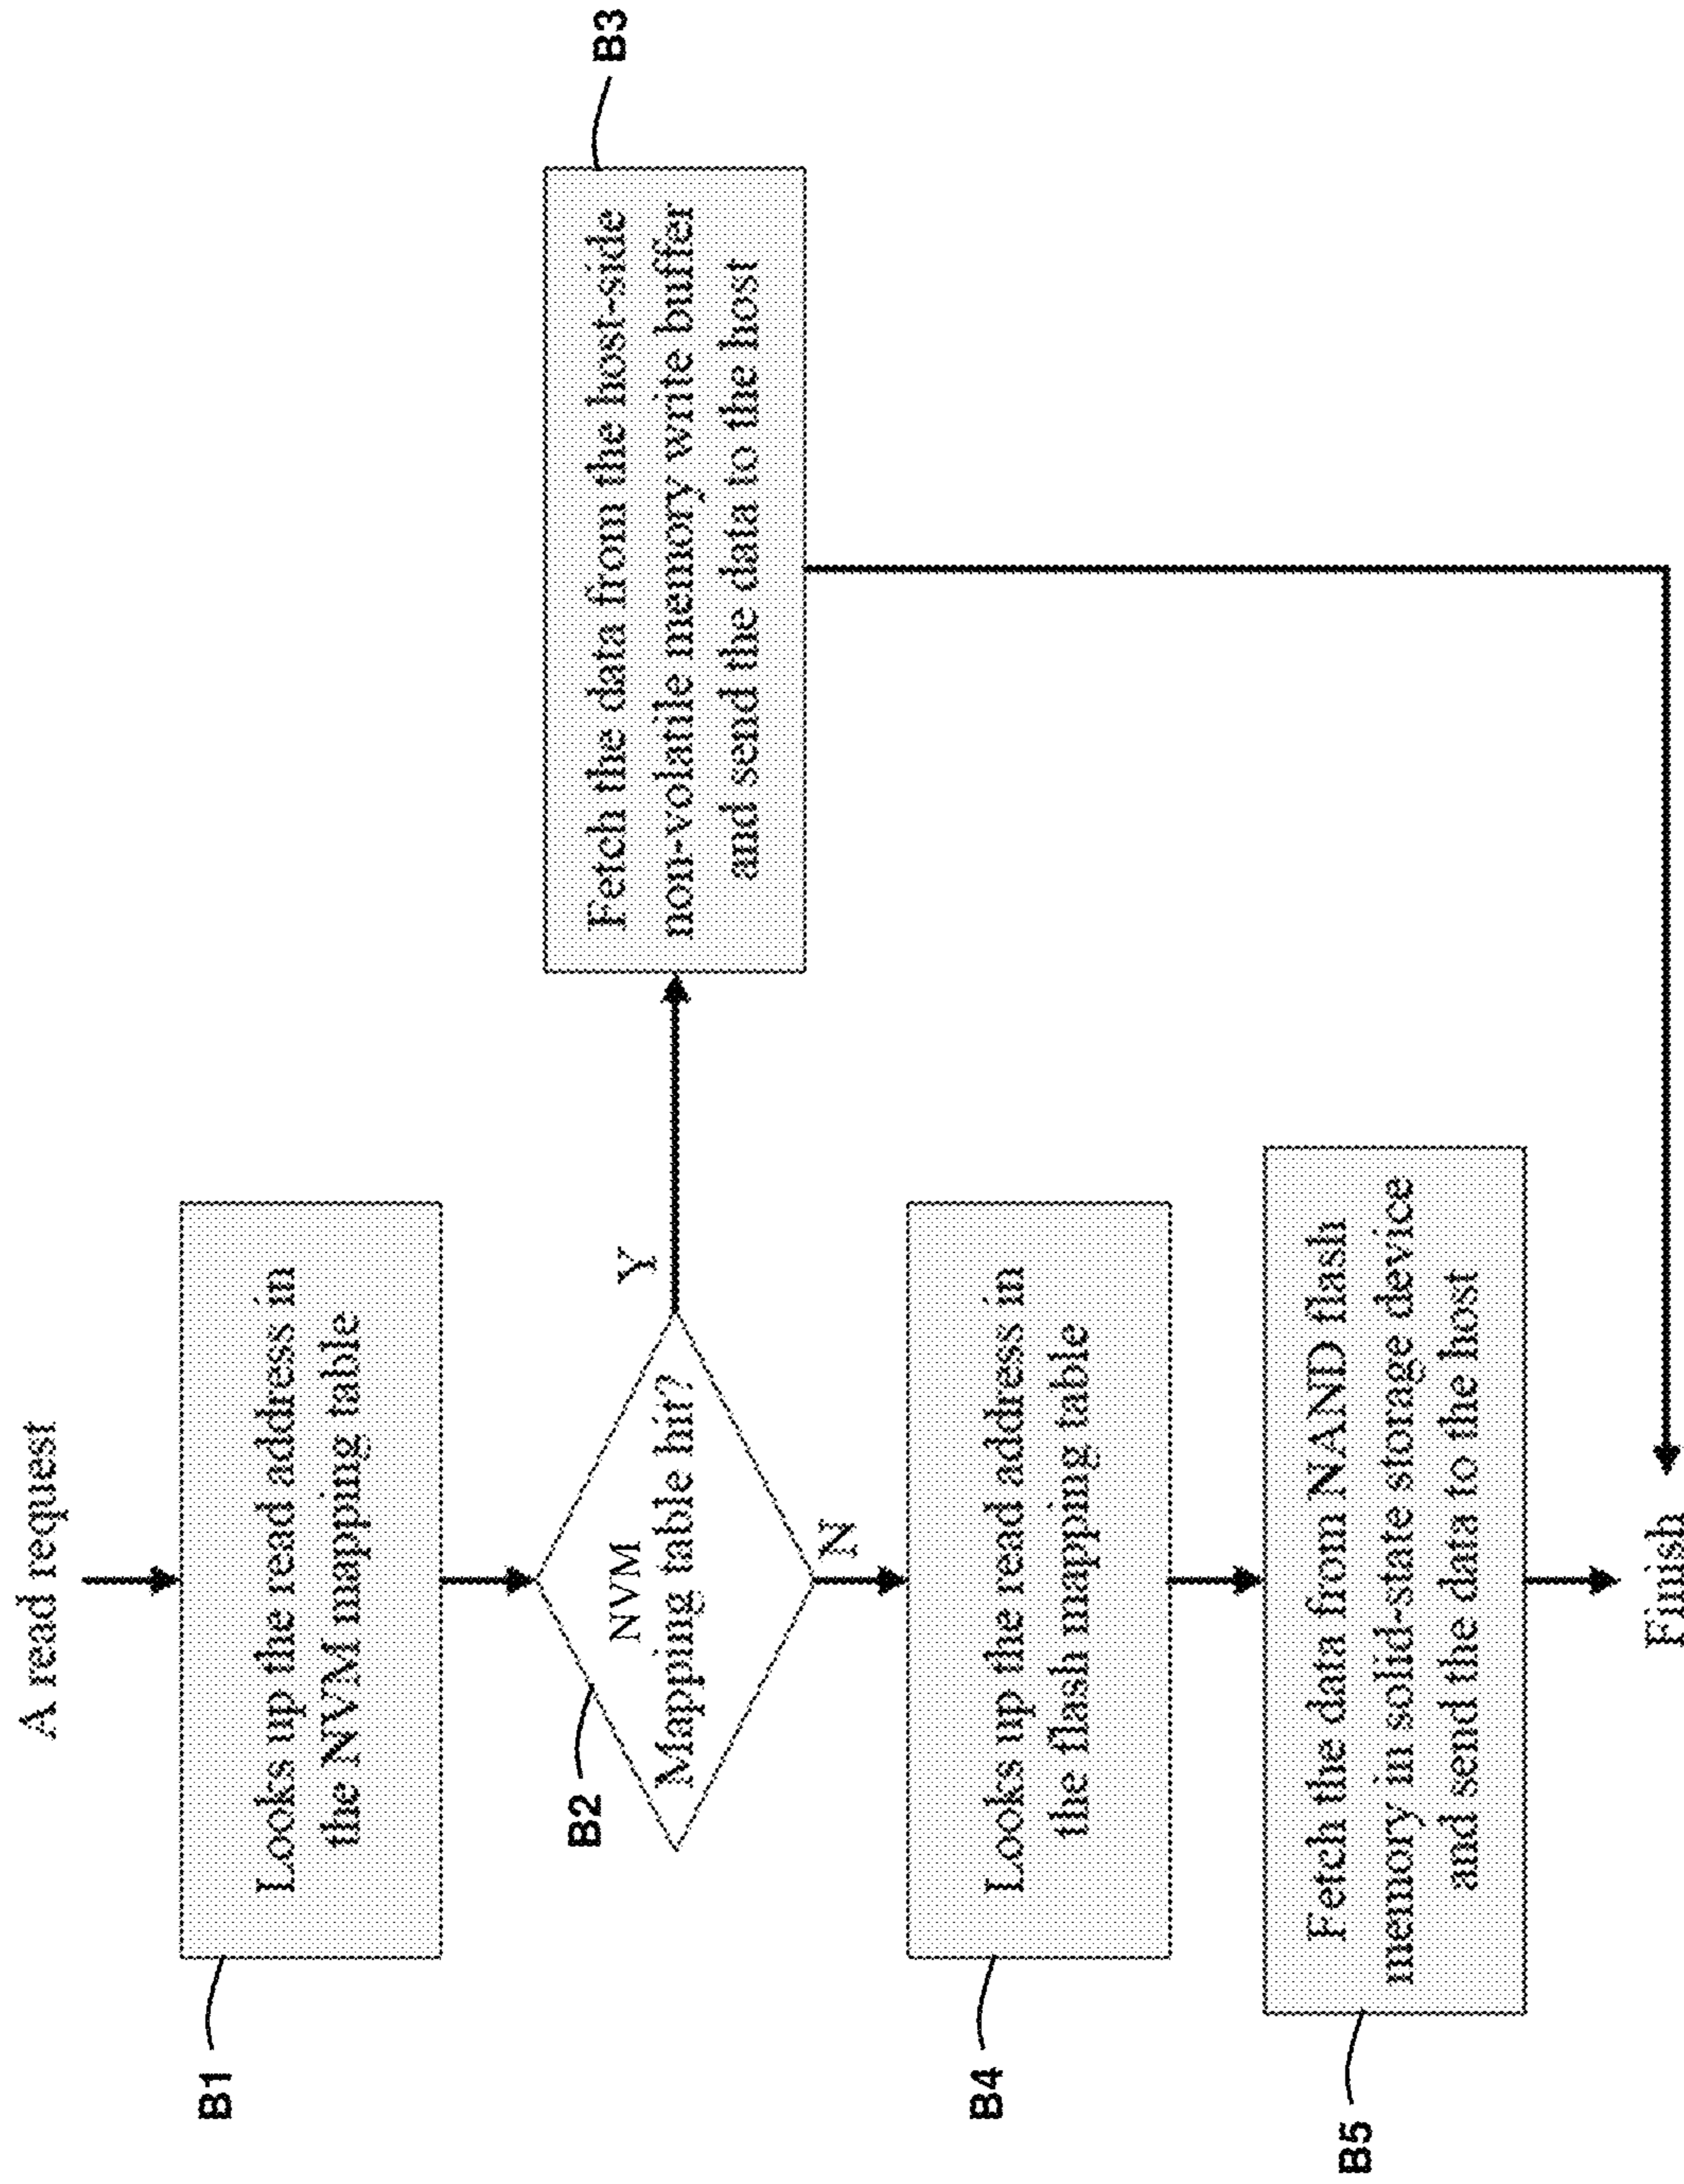 A read request
B1
Looks up the read address in
the NVM mapping table
B2
NVM
Mapping table hit?
Y
B3
Fetch the data from the host-side
non-volatile memory write buffer
and send the data to the host
N
B4
Looks up the read address in
the flash mapping table
B5
Fetch the data from NAND flash
memory in solid-state storage device
and send the data to the host
Finish